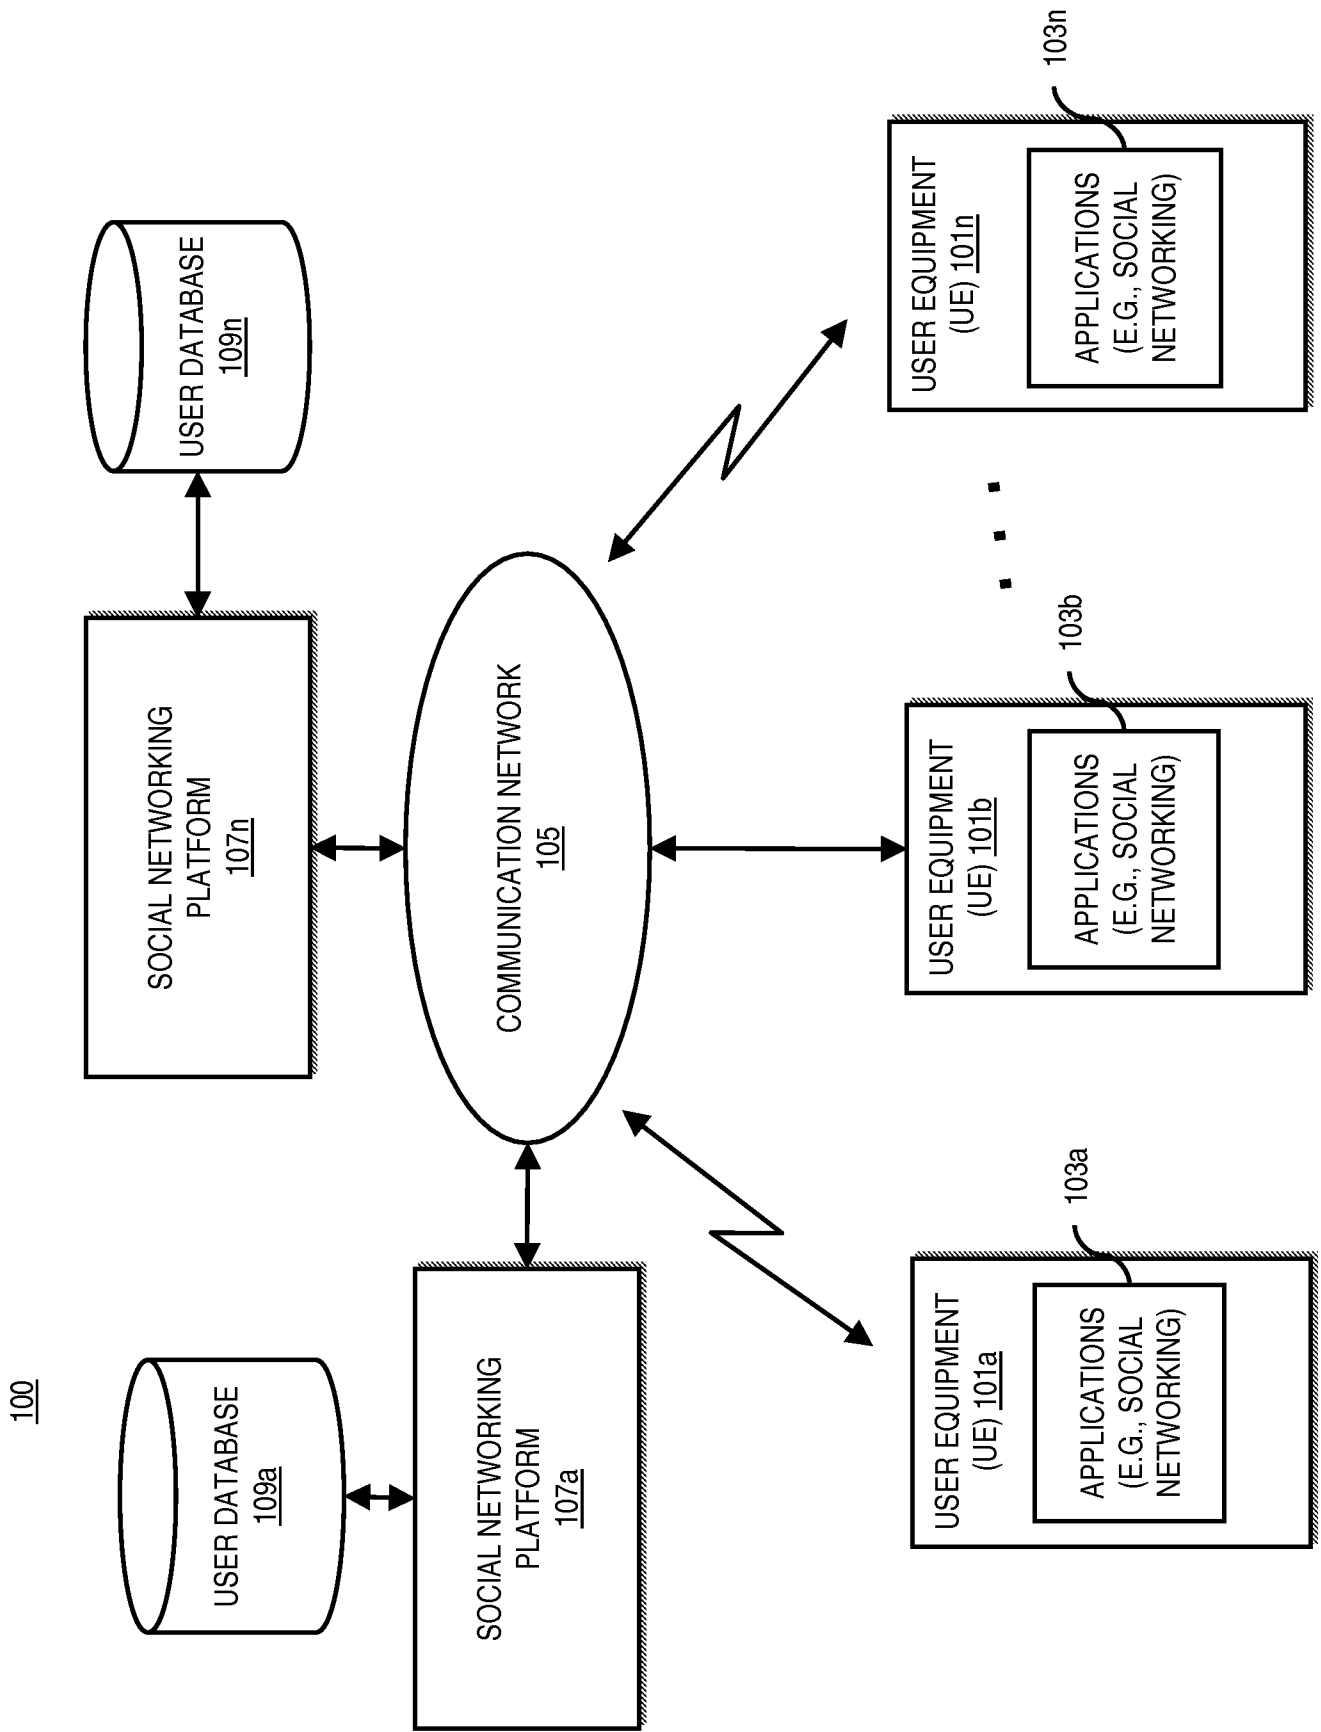 100
USER DATABASE
109a
SOCIAL NETWORKING
PLATFORM
107a
SOCIAL NETWORKING
PLATFORM
107n
USER DATABASE
109n
COMMUNICATION NETWORK
105
USER EQUIPMENT
(UE) 101a
APPLICATIONS
(E.G., SOCIAL
NETWORKING)
103a
USER EQUIPMENT
(UE) 101b
APPLICATIONS
(E.G., SOCIAL
NETWORKING)
103b
USER EQUIPMENT
(UE) 101n
APPLICATIONS
(E.G., SOCIAL
NETWORKING)
103n